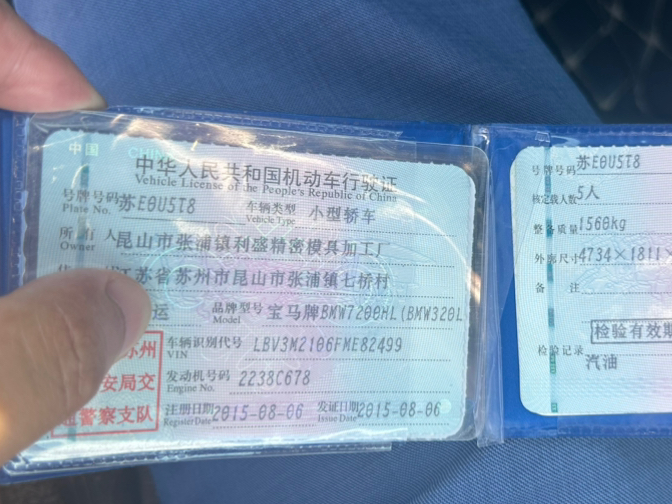 中国 CHIN
中华人民共和国机动车行驶证
Vehicle License of the People's Republic of China
号牌号码 苏E0U5T8 车辆类型 小型轿车
Plate No. Vehicle Type
所有人 昆山市张浦镇利盛精密模具加工厂
Owner
江苏省苏州市昆山市张浦镇七桥村
运 品牌型号 宝马牌BMW7200HL(BMW320L
Model
车辆识别代号 LBV3M2106FME82499
VIN
发动机号码 2238C678
Engine No.
注册日期 2015-08-06 发证日期 2015-08-06
Register Date Issue Date
苏州
安局交
通警察支队
号牌号码 苏E0U5T8
核定载人数 5人
整备质量 1560kg
外廓尺寸 4734×1811×
备注
检验有效期
检验记录
汽油